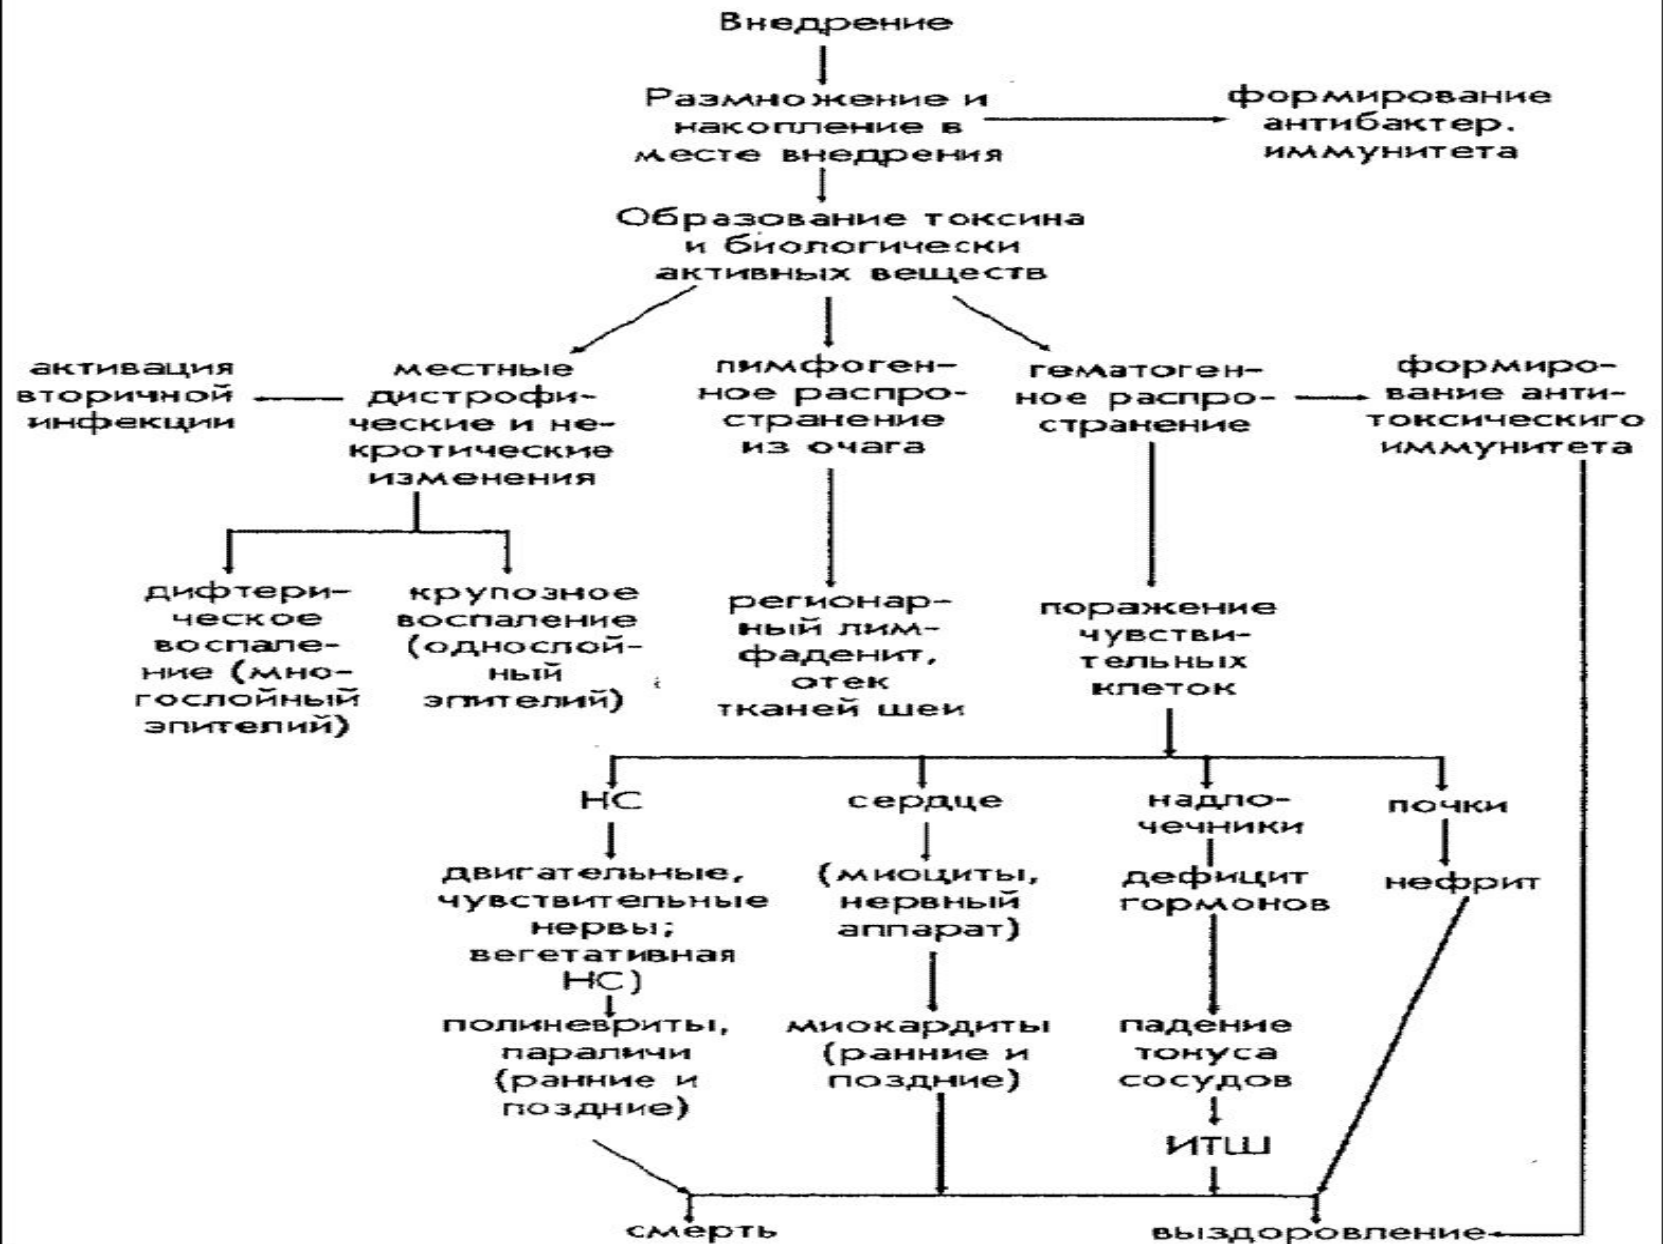 Внедрение
Размножение и
накопление в
месте внедрения
формирование
антибактер.
иммунитета
Образование токсина
и биологически
активных веществ
активация
вторичной
инфекции
местные
дистрофи-
ческие и не-
кротические
изменения
лимфоген-
ное распро-
странение
из очага
гематоген-
ное распро-
странение
формиро-
вание анти-
токсическиго
иммунитета
дифтери-
ческое
воспале-
ние (мно-
гослойный
эпителий)
крупозное
воспаление
(однослой-
ный
эпителий)
регионар-
ный лим-
фаденит,
отек
тканей шеи
поражение
чувстви-
тельных
клеток
НС
сердце
надпо-
чечники
почки
двигательные,
чувствительные
нервы;
вегетативная
НС)
(миоциты,
нервный
аппарат)
дефицит
гормонов
нефрит
полиневриты,
параличи
(ранние и
поздние)
миокардиты
(ранние и
поздние)
падение
тонуса
сосудов
ИТШ
смерть
выздоровление